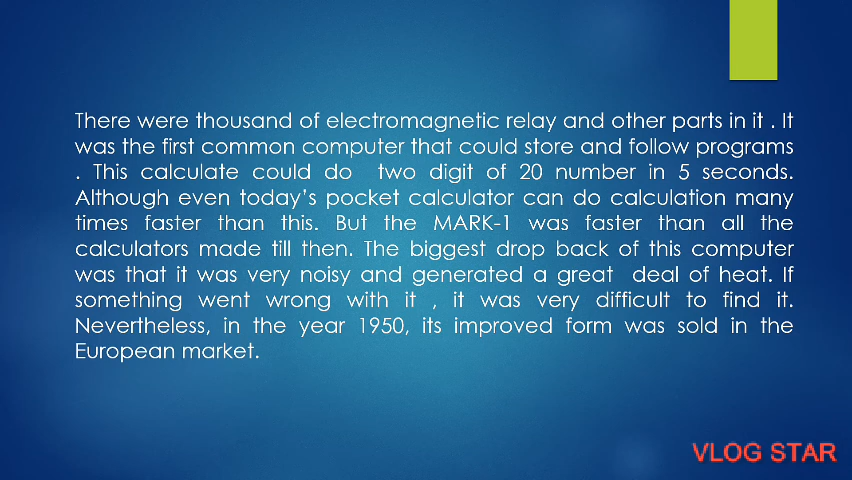 There were thousand of electromagnetic relay and other parts in it . It
was the first common computer that could store and follow programs
. This calculate could do two digit of 20 number in 5 seconds.
Although even today's pocket calculator can do calculation many
times faster than this. But the MARK-1 was faster than all the
calculators made till then. The biggest drop back of this computer
was that it was very noisy and generated a great deal of heat. If
something went wrong with it , it was very difficult to find it.
Nevertheless, in the year 1950, its improved form was sold in the
European market.
VLOG STAR